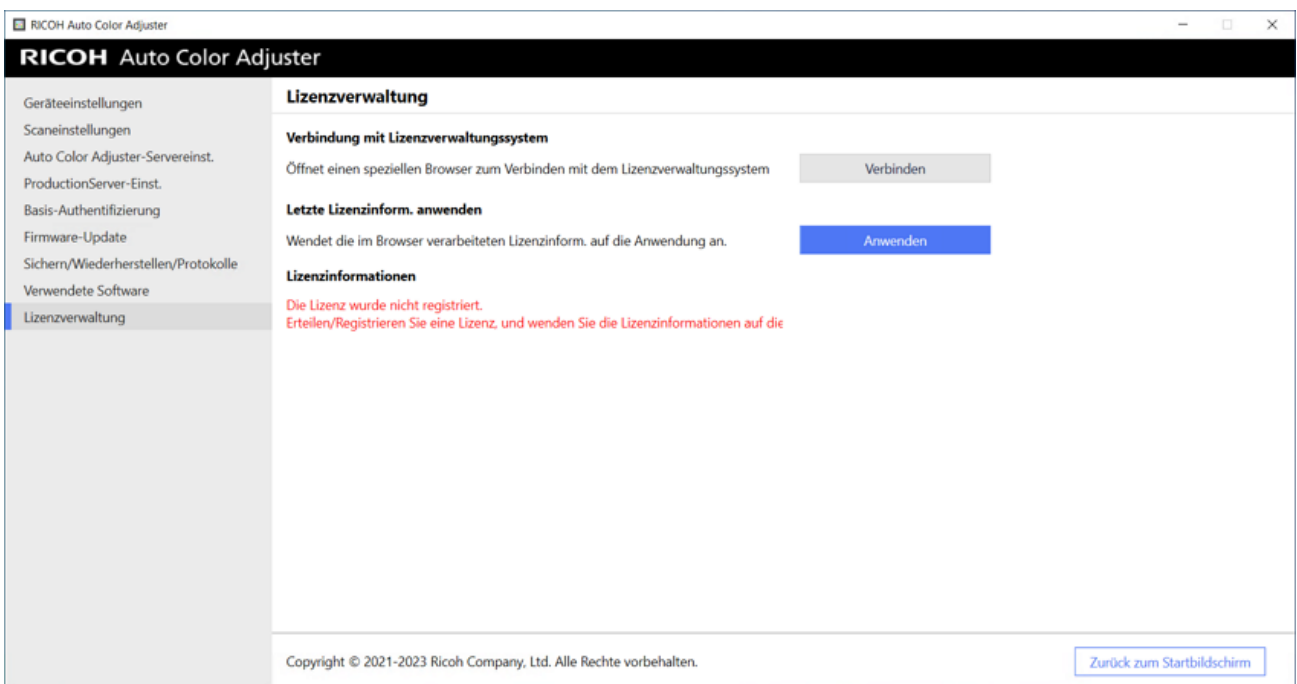 RICOH Auto Color Adjuster
RICOH Auto Color Adjuster
Geräteeinstellungen
Scaneinstellungen
Auto Color Adjuster-Servereinst.
ProductionServer-Einst.
Basis-Authentifizierung
Firmware-Update
Sichern/Wiederherstellen/Protokolle
Verwendete Software
Lizenzverwaltung
Lizenzverwaltung
Verbindung mit Lizenzverwaltungssystem
Öffnet einen speziellen Browser zum Verbinden mit dem Lizenzverwaltungssystem
Verbinden
Letzte Lizenzinform. anwenden
Wendet die im Browser verarbeiteten Lizenzinform. auf die Anwendung an.
Anwenden
Lizenzinformationen
Die Lizenz wurde nicht registriert.
Erteilen/Registrieren Sie eine Lizenz, und wenden Sie die Lizenzinformationen auf die
Copyright © 2021-2023 Ricoh Company, Ltd. Alle Rechte vorbehalten.
Zurück zum Startbildschirm